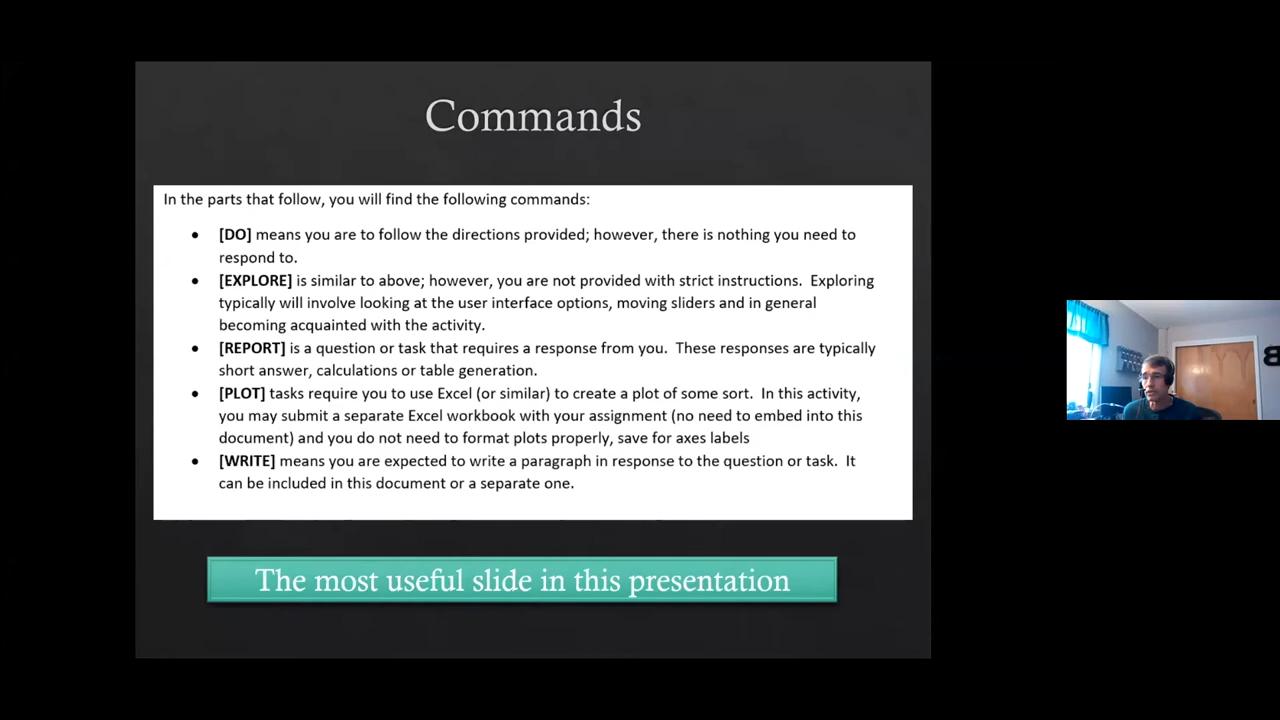 Commands
In the parts that follow, you will find the following commands:
• [DO] means you are to follow the directions provided; however, there is nothing you need to
respond to.
• [EXPLORE] is similar to above; however, you are not provided with strict instructions. Exploring
typically will involve looking at the user interface options, moving sliders and in general
becoming acquainted with the activity.
• [REPORT] is a question or task that requires a response from you. These responses are typically
short answer, calculations or table generation.
• [PLOT] tasks require you to use Excel (or similar) to create a plot of some sort. In this activity,
you may submit a separate Excel workbook with your assignment (no need to embed into this
document) and you do not need to format plots properly, save for axes labels
• [WRITE] means you are expected to write a paragraph in response to the question or task. It
can be included in this document or a separate one.
The most useful slide in this presentation